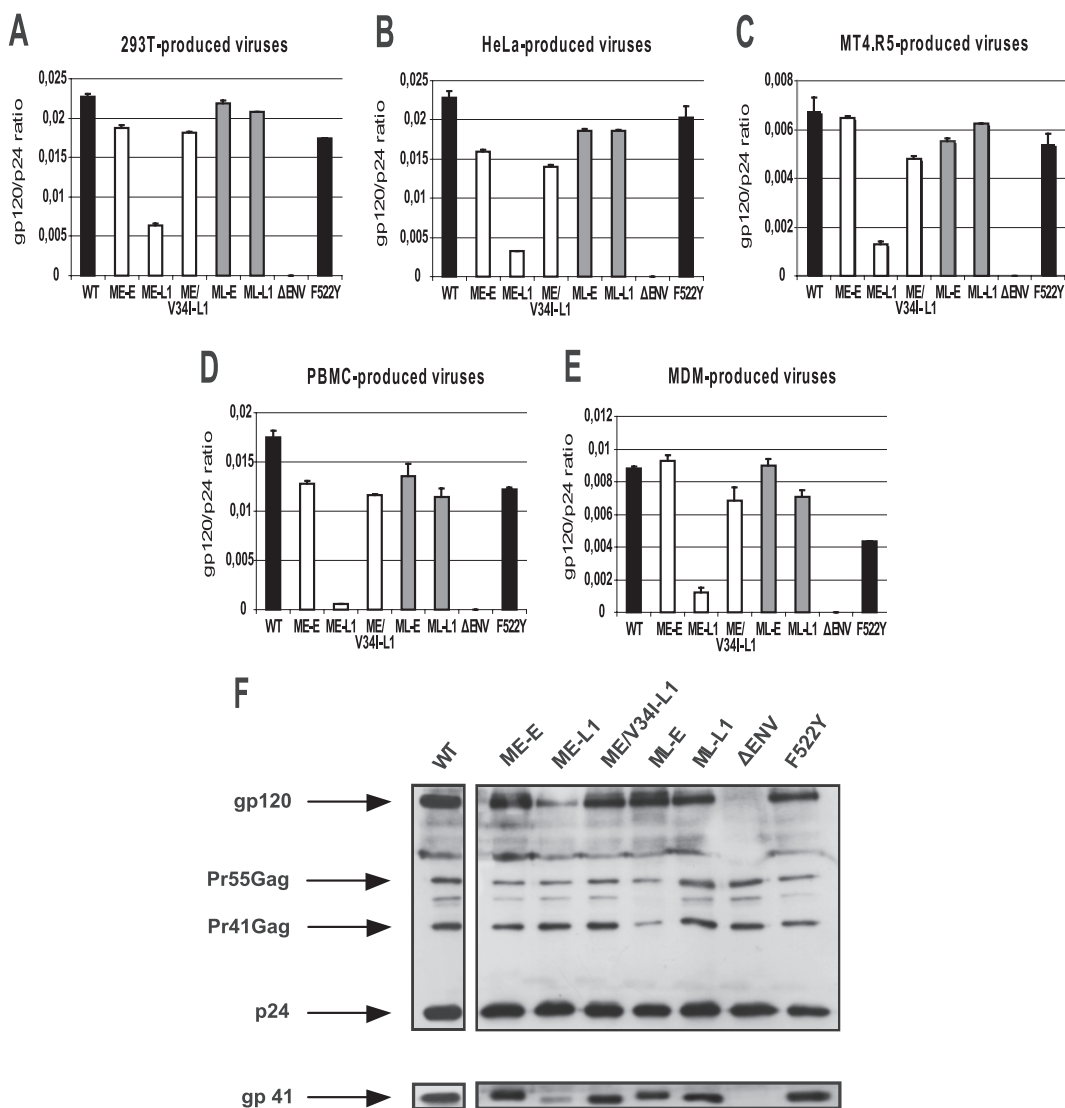 A
293T-produced viruses
gp120/p24 ratio
0,025
0,02
0,015
0,01
0,005
0
WT ME-E ME-L1 ME/ ML-E ML-L1 ΔENV F522Y
V34I-L1
B
HeLa-produced viruses
gp120/p24 ratio
0,025
0,02
0,015
0,01
0,005
0
WT ME-E ME-L1 ME/ ML-E ML-L1 ΔENV F522Y
V34I-L1
C
MT4.R5-produced viruses
gp120/p24 ratio
0,008
0,006
0,004
0,002
0
WT ME-E ME-L1 ME/ ML-E ML-L1 ΔENV F522Y
V34I-L1
D
PBMC-produced viruses
gp120/p24 ratio
0,02
0,015
0,01
0,005
0
WT ME-E ME-L1 ME/ ML-E ML-L1 ΔENV F522Y
V34I-L1
E
MDM-produced viruses
gp120/p24 ratio
0,012
0,01
0,008
0,006
0,004
0,002
0
WT ME-E ME-L1 ME/ ML-E ML-L1 ΔENV F522Y
V34I-L1
F
WT ME-E ME-L1 ME/V34I-L1 ML-E ML-L1 ΔENV F522Y
gp120
Pr55Gag
Pr41Gag
p24
gp 41